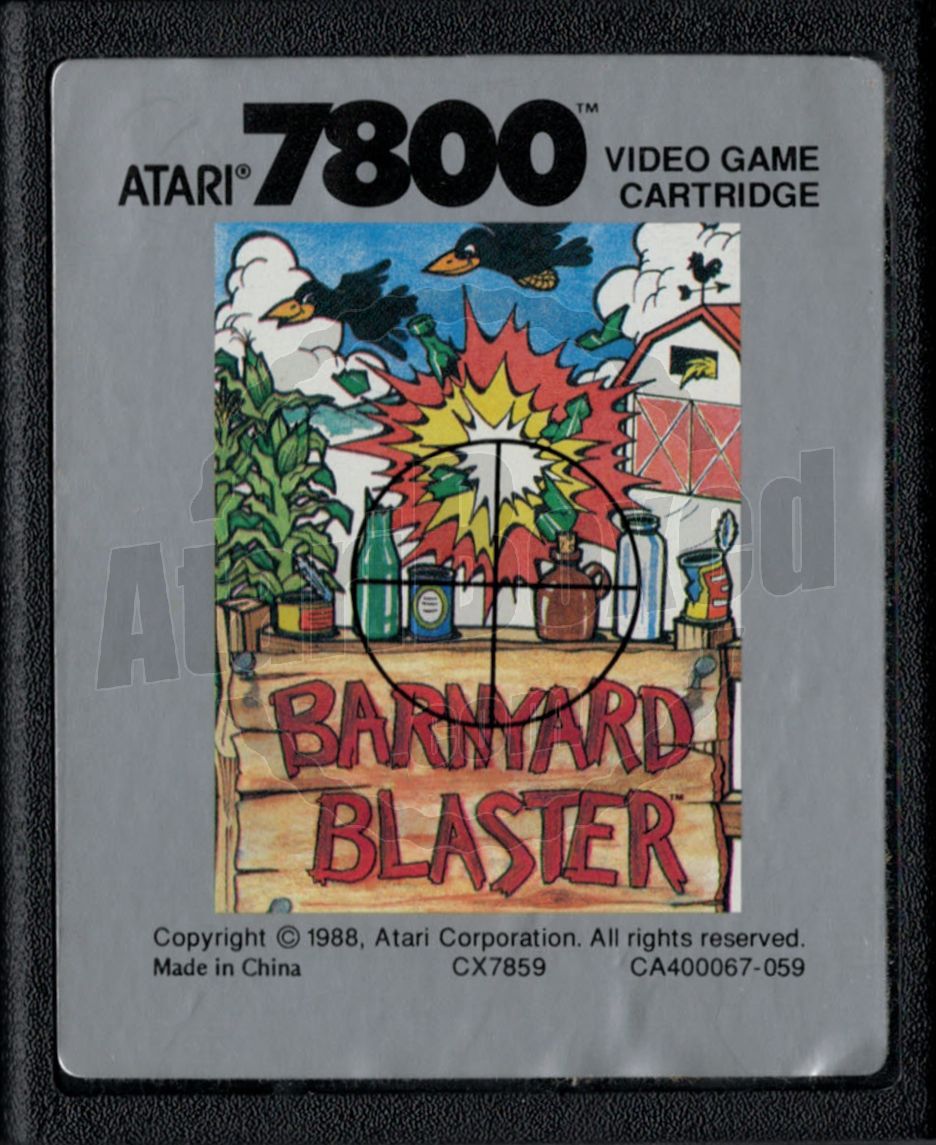 ATARI® 7800™ VIDEO GAME
CARTRIDGE
BARNYARD
BLASTER™
Copyright © 1988, Atari Corporation. All rights reserved.
Made in China CX7859 CA400067-059